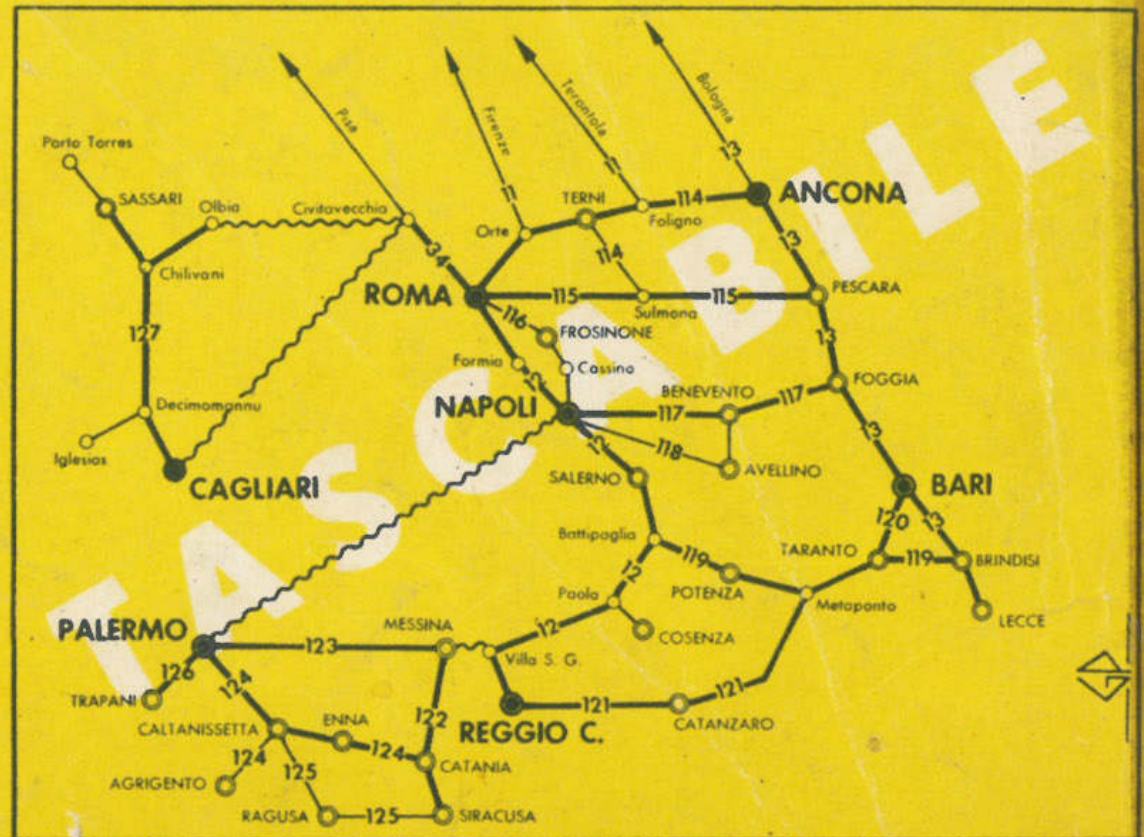 TASCABILE
Pisa
Firenze
11
Terontola
11
Bologna
13
Porto Torres
SASSARI
Olbia
Civitavecchia
Chilivani
127
Decimomannu
Iglesias
CAGLIARI
34
Orte
TERNI
114
Foligno
114
ANCONA
13
ROMA
115
Sulmona
115
PESCARA
116
FROSINONE
Cassino
Formia
12
13
FOGGIA
NAPOLI
117
BENEVENTO
117
118
AVELLINO
12
SALERNO
13
BARI
120
13
Battipaglia
119
POTENZA
TARANTO
119
BRINDISI
Metaponto
LECCE
12
Paola
COSENZA
12
PALERMO
123
MESSINA
Villa S. G.
126
TRAPANI
124
122
REGGIO C.
121
CATANZARO
121
CALTANISSETTA
ENNA
124
CATANIA
124
AGRIGENTO
125
RAGUSA
125
SIRACUSA